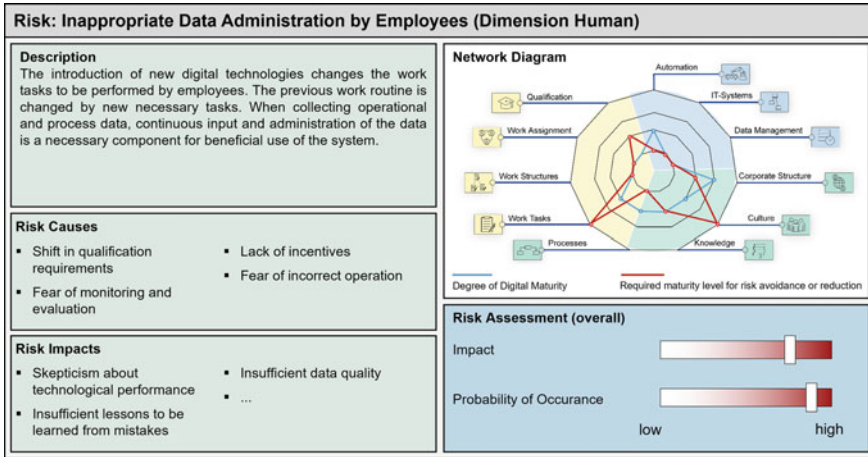 Risk: Inappropriate Data Administration by Employees (Dimension Human)
Description
The introduction of new digital technologies changes the work
tasks to be performed by employees. The previous work routine is
changed by new necessary tasks. When collecting operational
and process data, continuous input and administration of the data
is a necessary component for beneficial use of the system.
Risk Causes
▪ Shift in qualification
requirements
▪ Fear of monitoring and
evaluation
▪ Lack of incentives
▪ Fear of incorrect operation
Risk Impacts
▪ Skepticism about
technological performance
▪ Insufficient lessons to be
learned from mistakes
▪ Insufficient data quality
▪ ...
Network Diagram
Automation
Qualification
IT-Systems
Work Assignment
Data Management
Work Structures
Corporate Structure
Work Tasks
Culture
Processes
Knowledge
Degree of Digital Maturity
Required maturity level for risk avoidance or reduction
Risk Assessment (overall)
Impact
Probability of Occurance
low
high